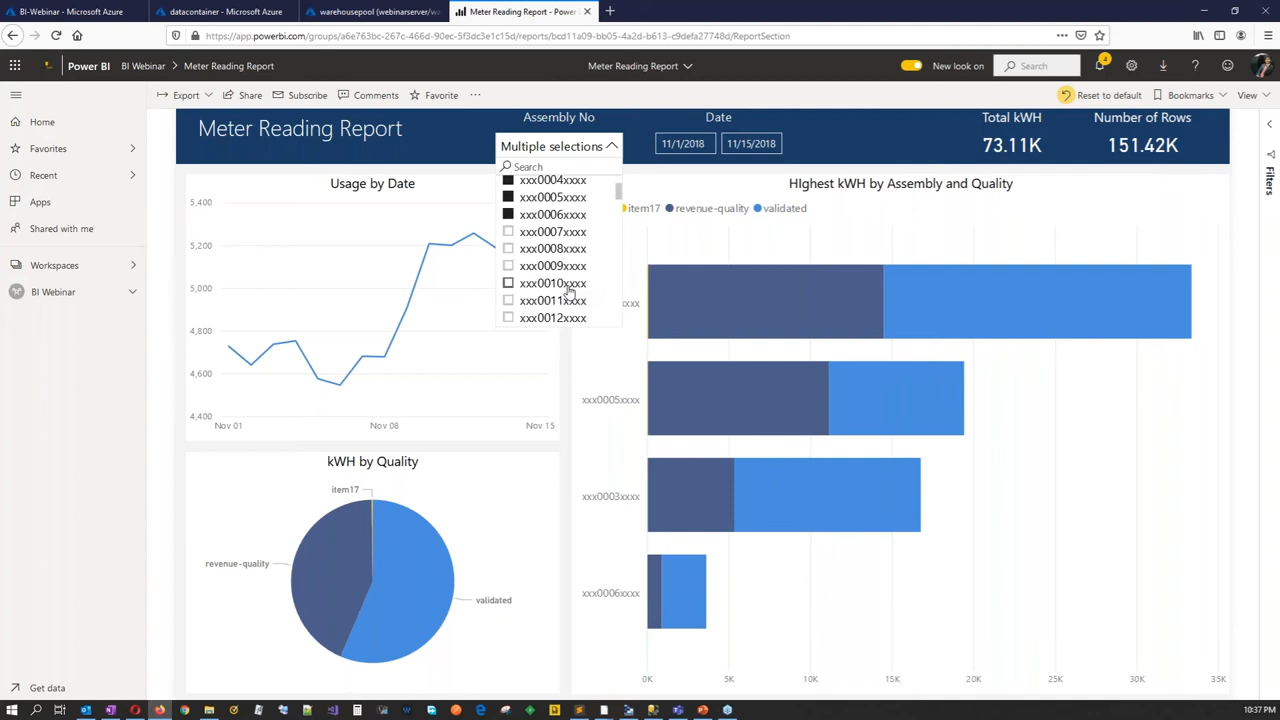 BI-Webinar - Microsoft Azure
datacontainer - Microsoft Azure
warehousepool (webinarserver/wa
Meter Reading Report - Power
https://app.powerbi.com/groups/a6e763bc-267c-466d-90ec-5f3dc3e1c15d/reports/bcd11a09-bb05-4a2d-b613-c9defa27748d/ReportSection
Power BI BI Webinar > Meter Reading Report
Meter Reading Report
New look on
Search
4
Export
Share
Subscribe
Comments
Favorite
Reset to default
Bookmarks
View
Home
Favorites
Recent
Apps
Shared with me
Workspaces
BI Webinar
Get data
Meter Reading Report
Assembly No
Multiple selections
Search
xxx0004xxxx
xxx0005xxxx
xxx0006xxxx
xxx0007xxxx
xxx0008xxxx
xxx0009xxxx
xxx0010xxxx
xxx0011xxxx
xxx0012xxxx
Date
11/1/2018
11/15/2018
Total kWH
73.11K
Number of Rows
151.42K
Filters
Usage by Date
5,400
5,200
5,000
4,800
4,600
4,400
Nov 01
Nov 08
Nov 15
kWH by Quality
item17
revenue-quality
validated
HIghest kWH by Assembly and Quality
item17 revenue-quality validated
xxx0005xxxx
xxx0003xxxx
xxx0006xxxx
0K
5K
10K
15K
20K
25K
30K
35K
10:37 PM